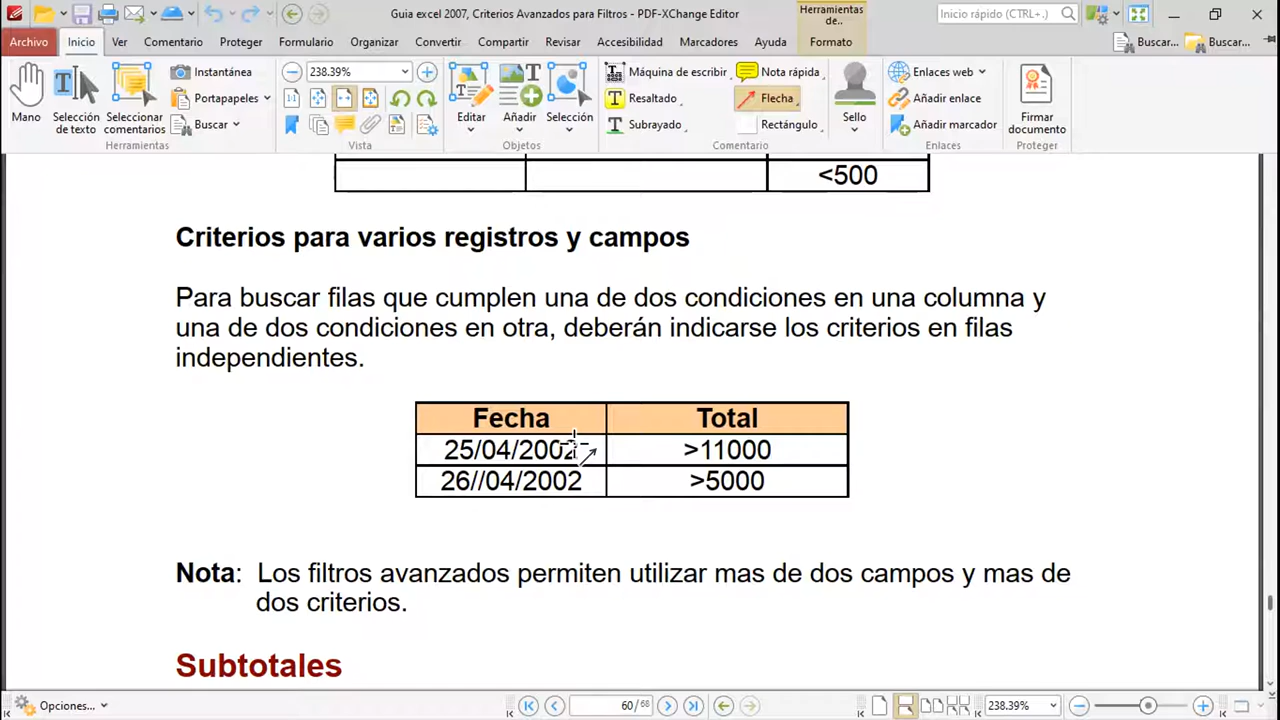 Guia excel 2007, Criterios Avanzados para Filtros - PDF-XChange Editor
Herramientas de..
Inicio rápido (CTRL+.)
Archivo
Inicio
Ver
Comentario
Proteger
Formulario
Organizar
Convertir
Compartir
Revisar
Accesibilidad
Marcadores
Ayuda
Formato
Buscar...
Buscar...
Mano
Selección de texto
Seleccionar comentarios
Instantánea
Portapapeles
Buscar
Herramientas
238.39%
Vista
Editar
Añadir
Selección
Objetos
Máquina de escribir
Resaltado
Subrayado
Nota rápida
Flecha
Rectángulo
Sello
Comentario
Enlaces web
Añadir enlace
Añadir marcador
Enlaces
Firmar documento
Proteger
<500
Criterios para varios registros y campos
Para buscar filas que cumplen una de dos condiciones en una columna y
una de dos condiciones en otra, deberán indicarse los criterios en filas
independientes.
Fecha Total
25/04/2002 >11000
26//04/2002 >5000
Nota: Los filtros avanzados permiten utilizar mas de dos campos y mas de
dos criterios.
Subtotales
Opciones...
60/68
238.39%